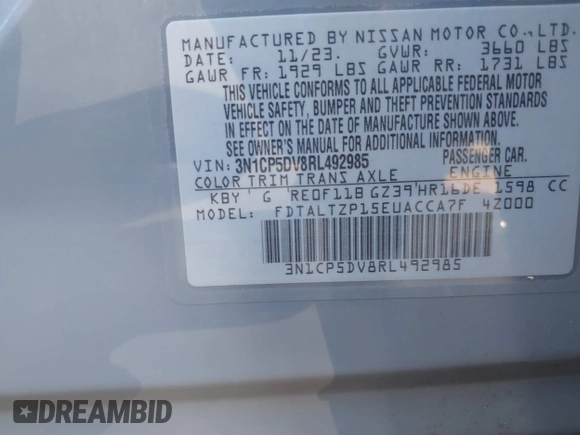 MANUFACTURED BY NISSAN MOTOR CO., LTD.
DATE: 11/23. GVWR: 3660 LBS
GAWR FR: 1929 LBS GAWR RR: 1731 LBS
THIS VEHICLE CONFORMS TO ALL APPLICABLE FEDERAL MOTOR
VEHICLE SAFETY, BUMPER AND THEFT PREVENTION STANDARDS
IN EFFECT ON THE DATE OF MANUFACTURE SHOWN ABOVE.
SEE OWNER'S MANUAL FOR ADDITIONAL INFORMATION.
VIN: 3N1CP5DV8RL492985 PASSENGER CAR.
COLOR TRIM TRANS AXLE ENGINE
KBY G RE0F11B GZ39 HR16DE 1598 CC
MODEL: FDTALTZP15EUACCA7F 4Z000
3N1CP5DV8RL492985
DREAMBID